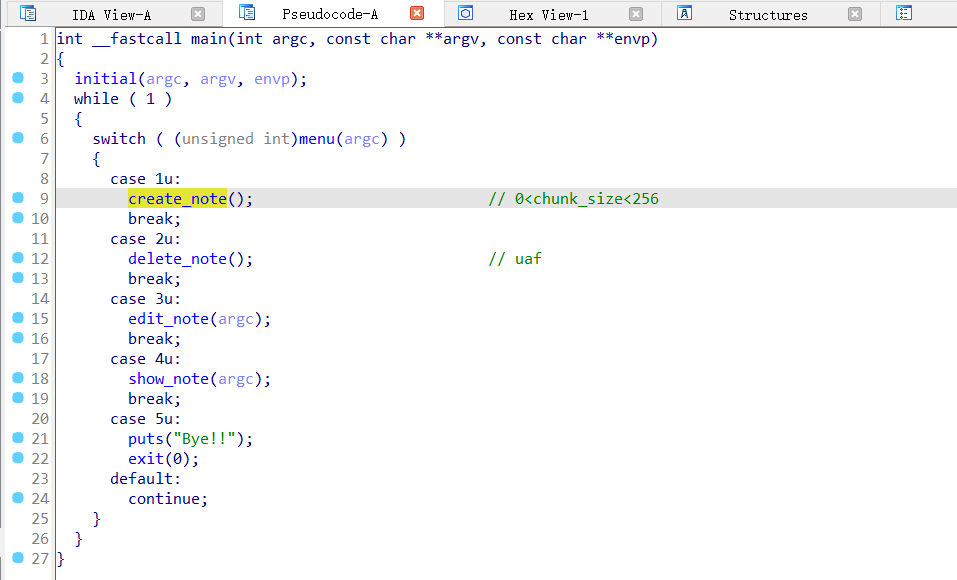 IDA View-A Pseudocode-A Hex View-1 Structures
1 int __fastcall main(int argc, const char **argv, const char **envp)
2 {
3   initial(argc, argv, envp);
4   while ( 1 )
5   {
6     switch ( (unsigned int)menu(argc) )
7     {
8       case 1u:
9         create_note();                          // 0<chunk_size<256
10         break;
11       case 2u:
12         delete_note();                          // uaf
13         break;
14       case 3u:
15         edit_note(argc);
16         break;
17       case 4u:
18         show_note(argc);
19         break;
20       case 5u:
21         puts("Bye!!");
22         exit(0);
23       default:
24         continue;
25     }
26   }
27 }